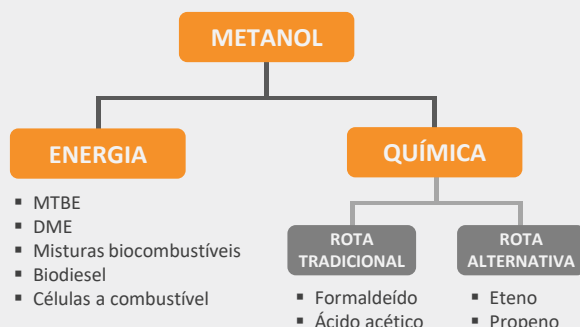 METANOL
ENERGIA
QUÍMICA
▪ MTBE
▪ DME
▪ Misturas biocombustíveis
▪ Biodiesel
▪ Células a combustível
ROTA
TRADICIONAL
▪ Formaldeído
▪ Ácido acético
ROTA
ALTERNATIVA
▪ Eteno
▪ Propeno